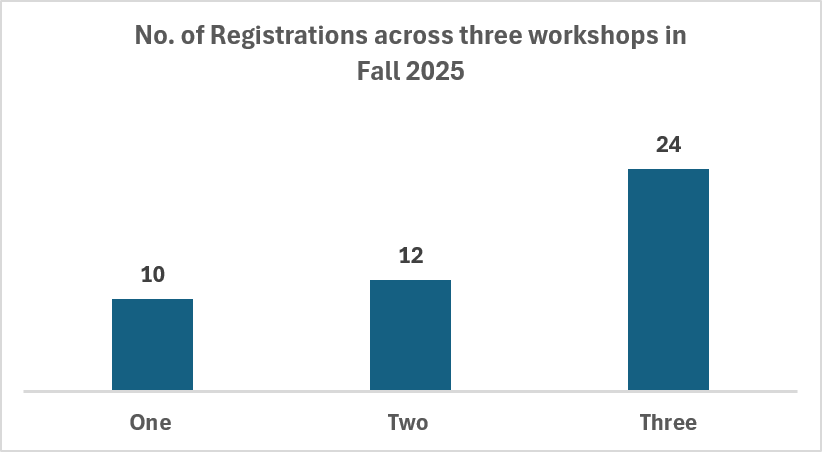 No. of Registrations across three workshops in
Fall 2025
24
12
10
One
Two
Three